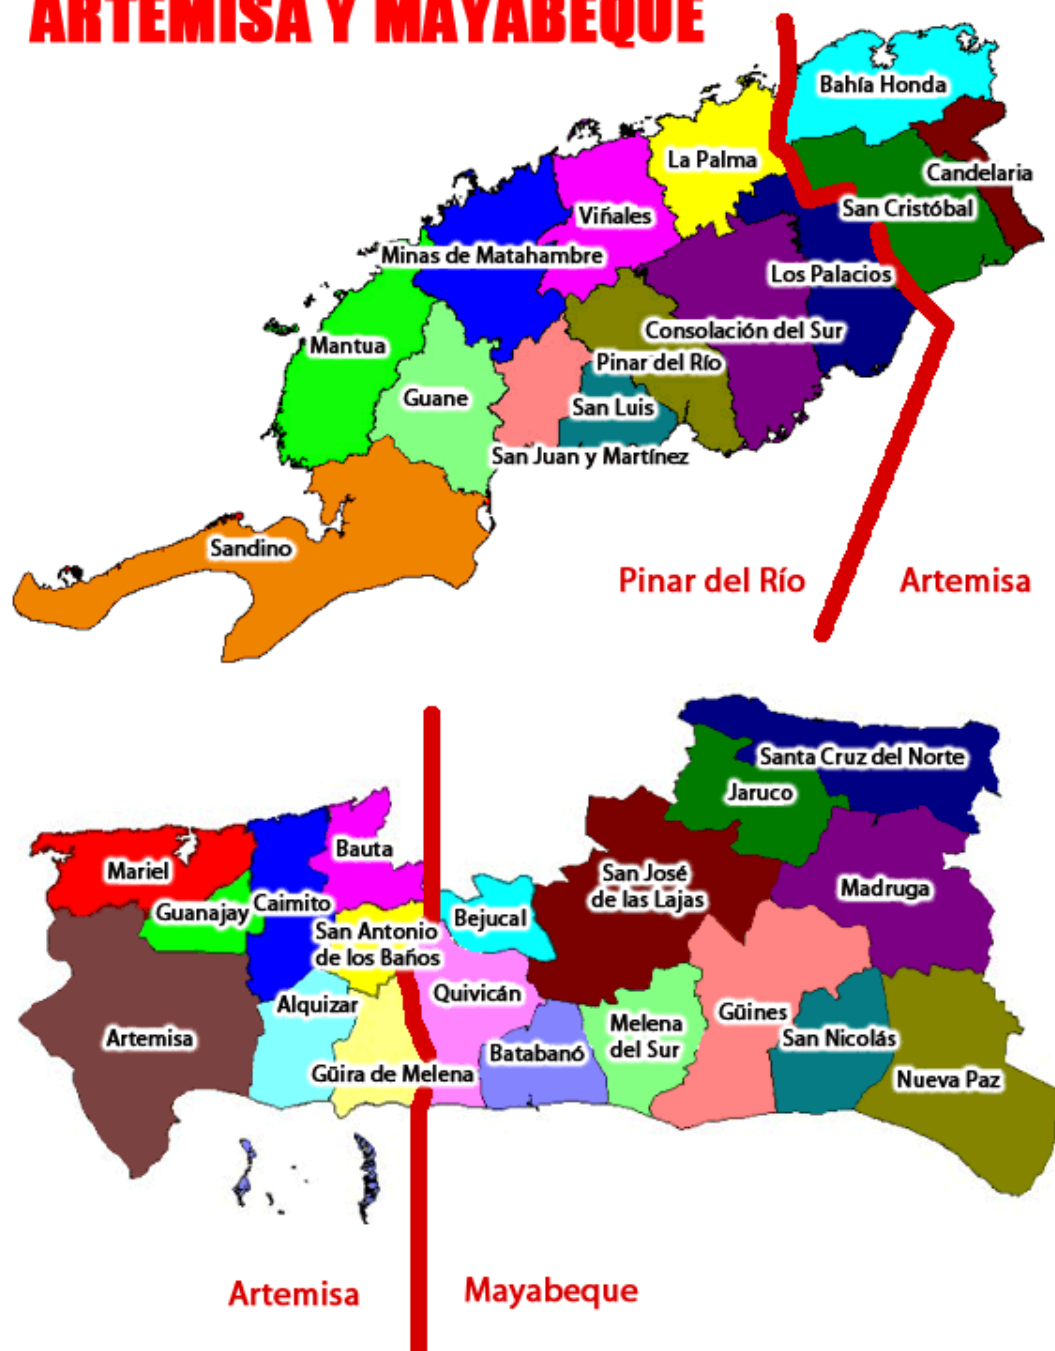 ARTEMISA Y MAYABEQUE
Bahía Honda
La Palma
Candelaria
San Cristóbal
Viñales
Minas de Matahambre
Los Palacios
Consolación del Sur
Mantua
Pinar del Río
Guane
San Luis
San Juan y Martínez
Sandino
Pinar del Río
Artemisa
Santa Cruz del Norte
Jaruco
Bauta
Mariel
San José
de las Lajas
Madruga
Guanajay
Caimito
Bejucal
San Antonio
de los Baños
Quivicán
Alquizar
Güines
Melena
del Sur
Artemisa
San Nicolás
Batabanó
Güira de Melena
Nueva Paz
Artemisa
Mayabeque